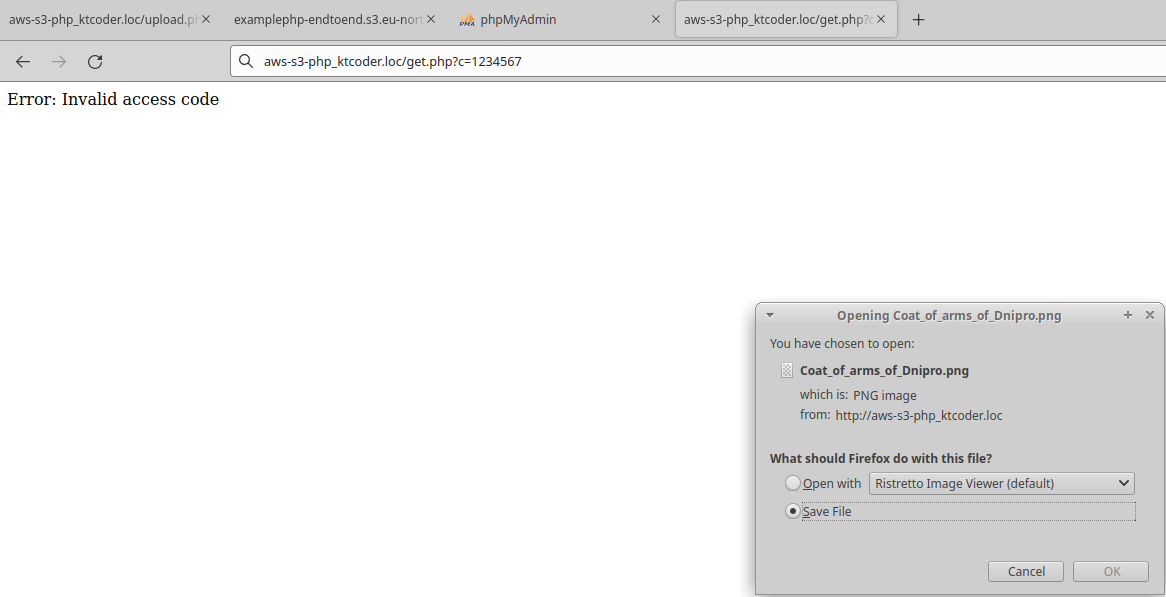 aws-s3-php_ktcoder.loc/upload.p
examplephp-endtoend.s3.eu-nor
phpMyAdmin
aws-s3-php_ktcoder.loc/get.php?c
aws-s3-php_ktcoder.loc/get.php?c=1234567
Error: Invalid access code
Opening Coat_of_arms_of_Dnipro.png
You have chosen to open:
Coat_of_arms_of_Dnipro.png
which is: PNG image
from: http://aws-s3-php_ktcoder.loc
What should Firefox do with this file?
Open with Ristretto Image Viewer (default)
Save File
Cancel OK